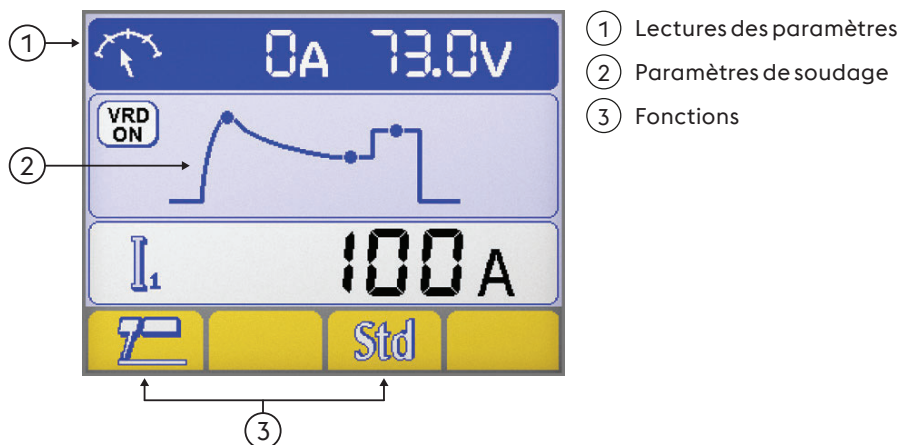 1
0A 73.0V
VRD
ON
2
I1
100 A
Std
3
1 Lectures des paramètres
2 Paramètres de soudage
3 Fonctions